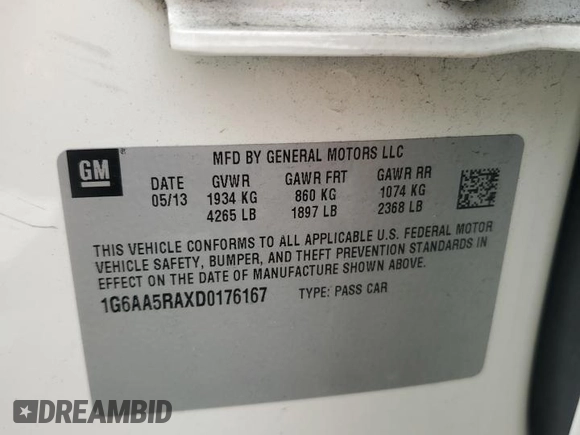 GM
MFD BY GENERAL MOTORS LLC
DATE GVWR GAWR FRT GAWR RR
05/13 1934 KG 860 KG 1074 KG
4265 LB 1897 LB 2368 LB
THIS VEHICLE CONFORMS TO ALL APPLICABLE U.S. FEDERAL MOTOR
VEHICLE SAFETY, BUMPER, AND THEFT PREVENTION STANDARDS IN
EFFECT ON THE DATE OF MANUFACTURE SHOWN ABOVE.
1G6AA5RAXD0176167 TYPE: PASS CAR
DREAMBID